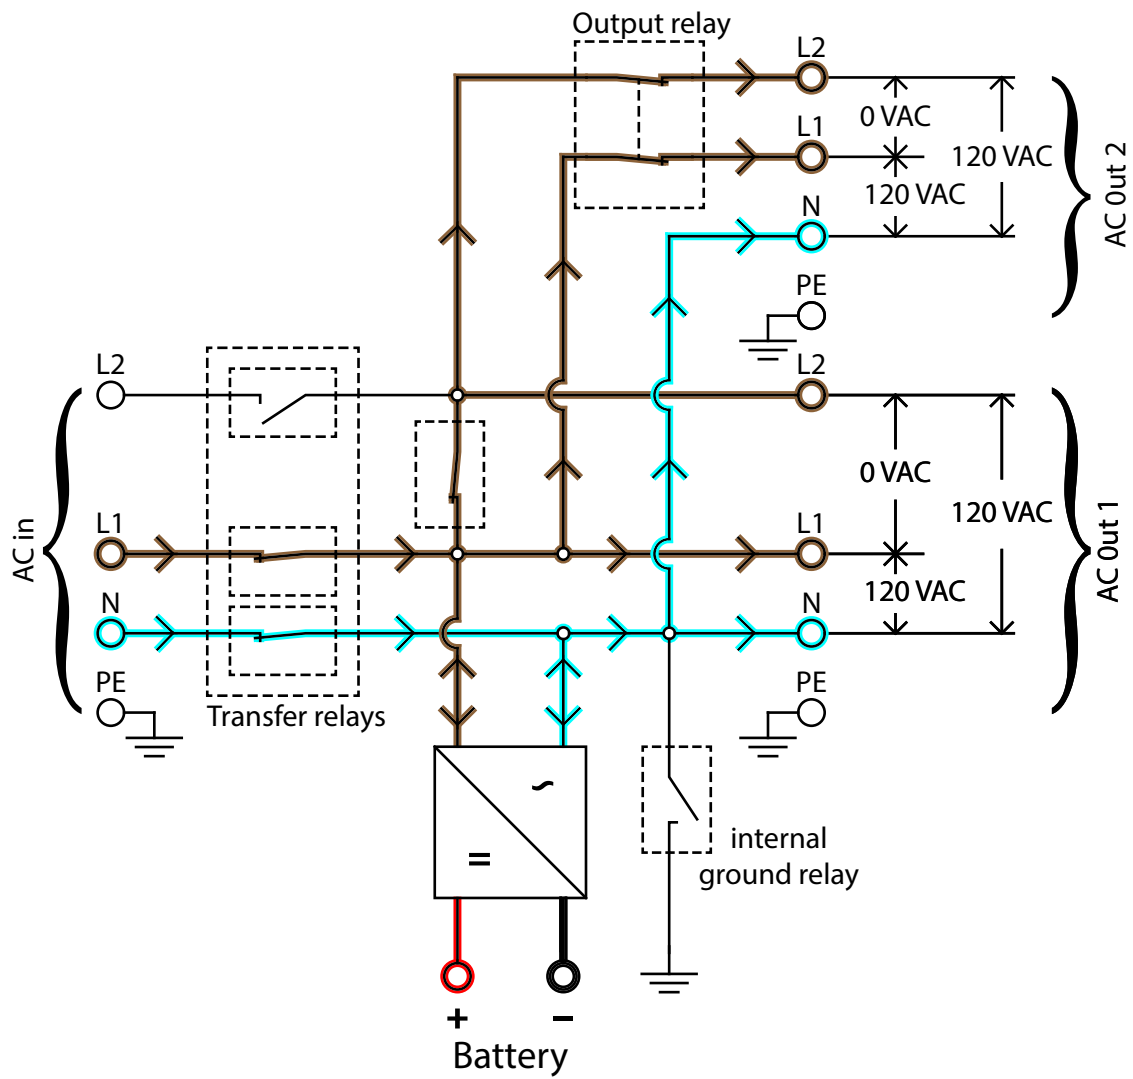 Output relay
L2
0 VAC
L1
120 VAC
120 VAC
N
PE
AC 0ut 2
L2
L2
0 VAC
120 VAC
L1
L1
120 VAC
N
N
PE
PE
AC in
AC 0ut 1
Transfer relays
~
=
internal
ground relay
+
−
Battery